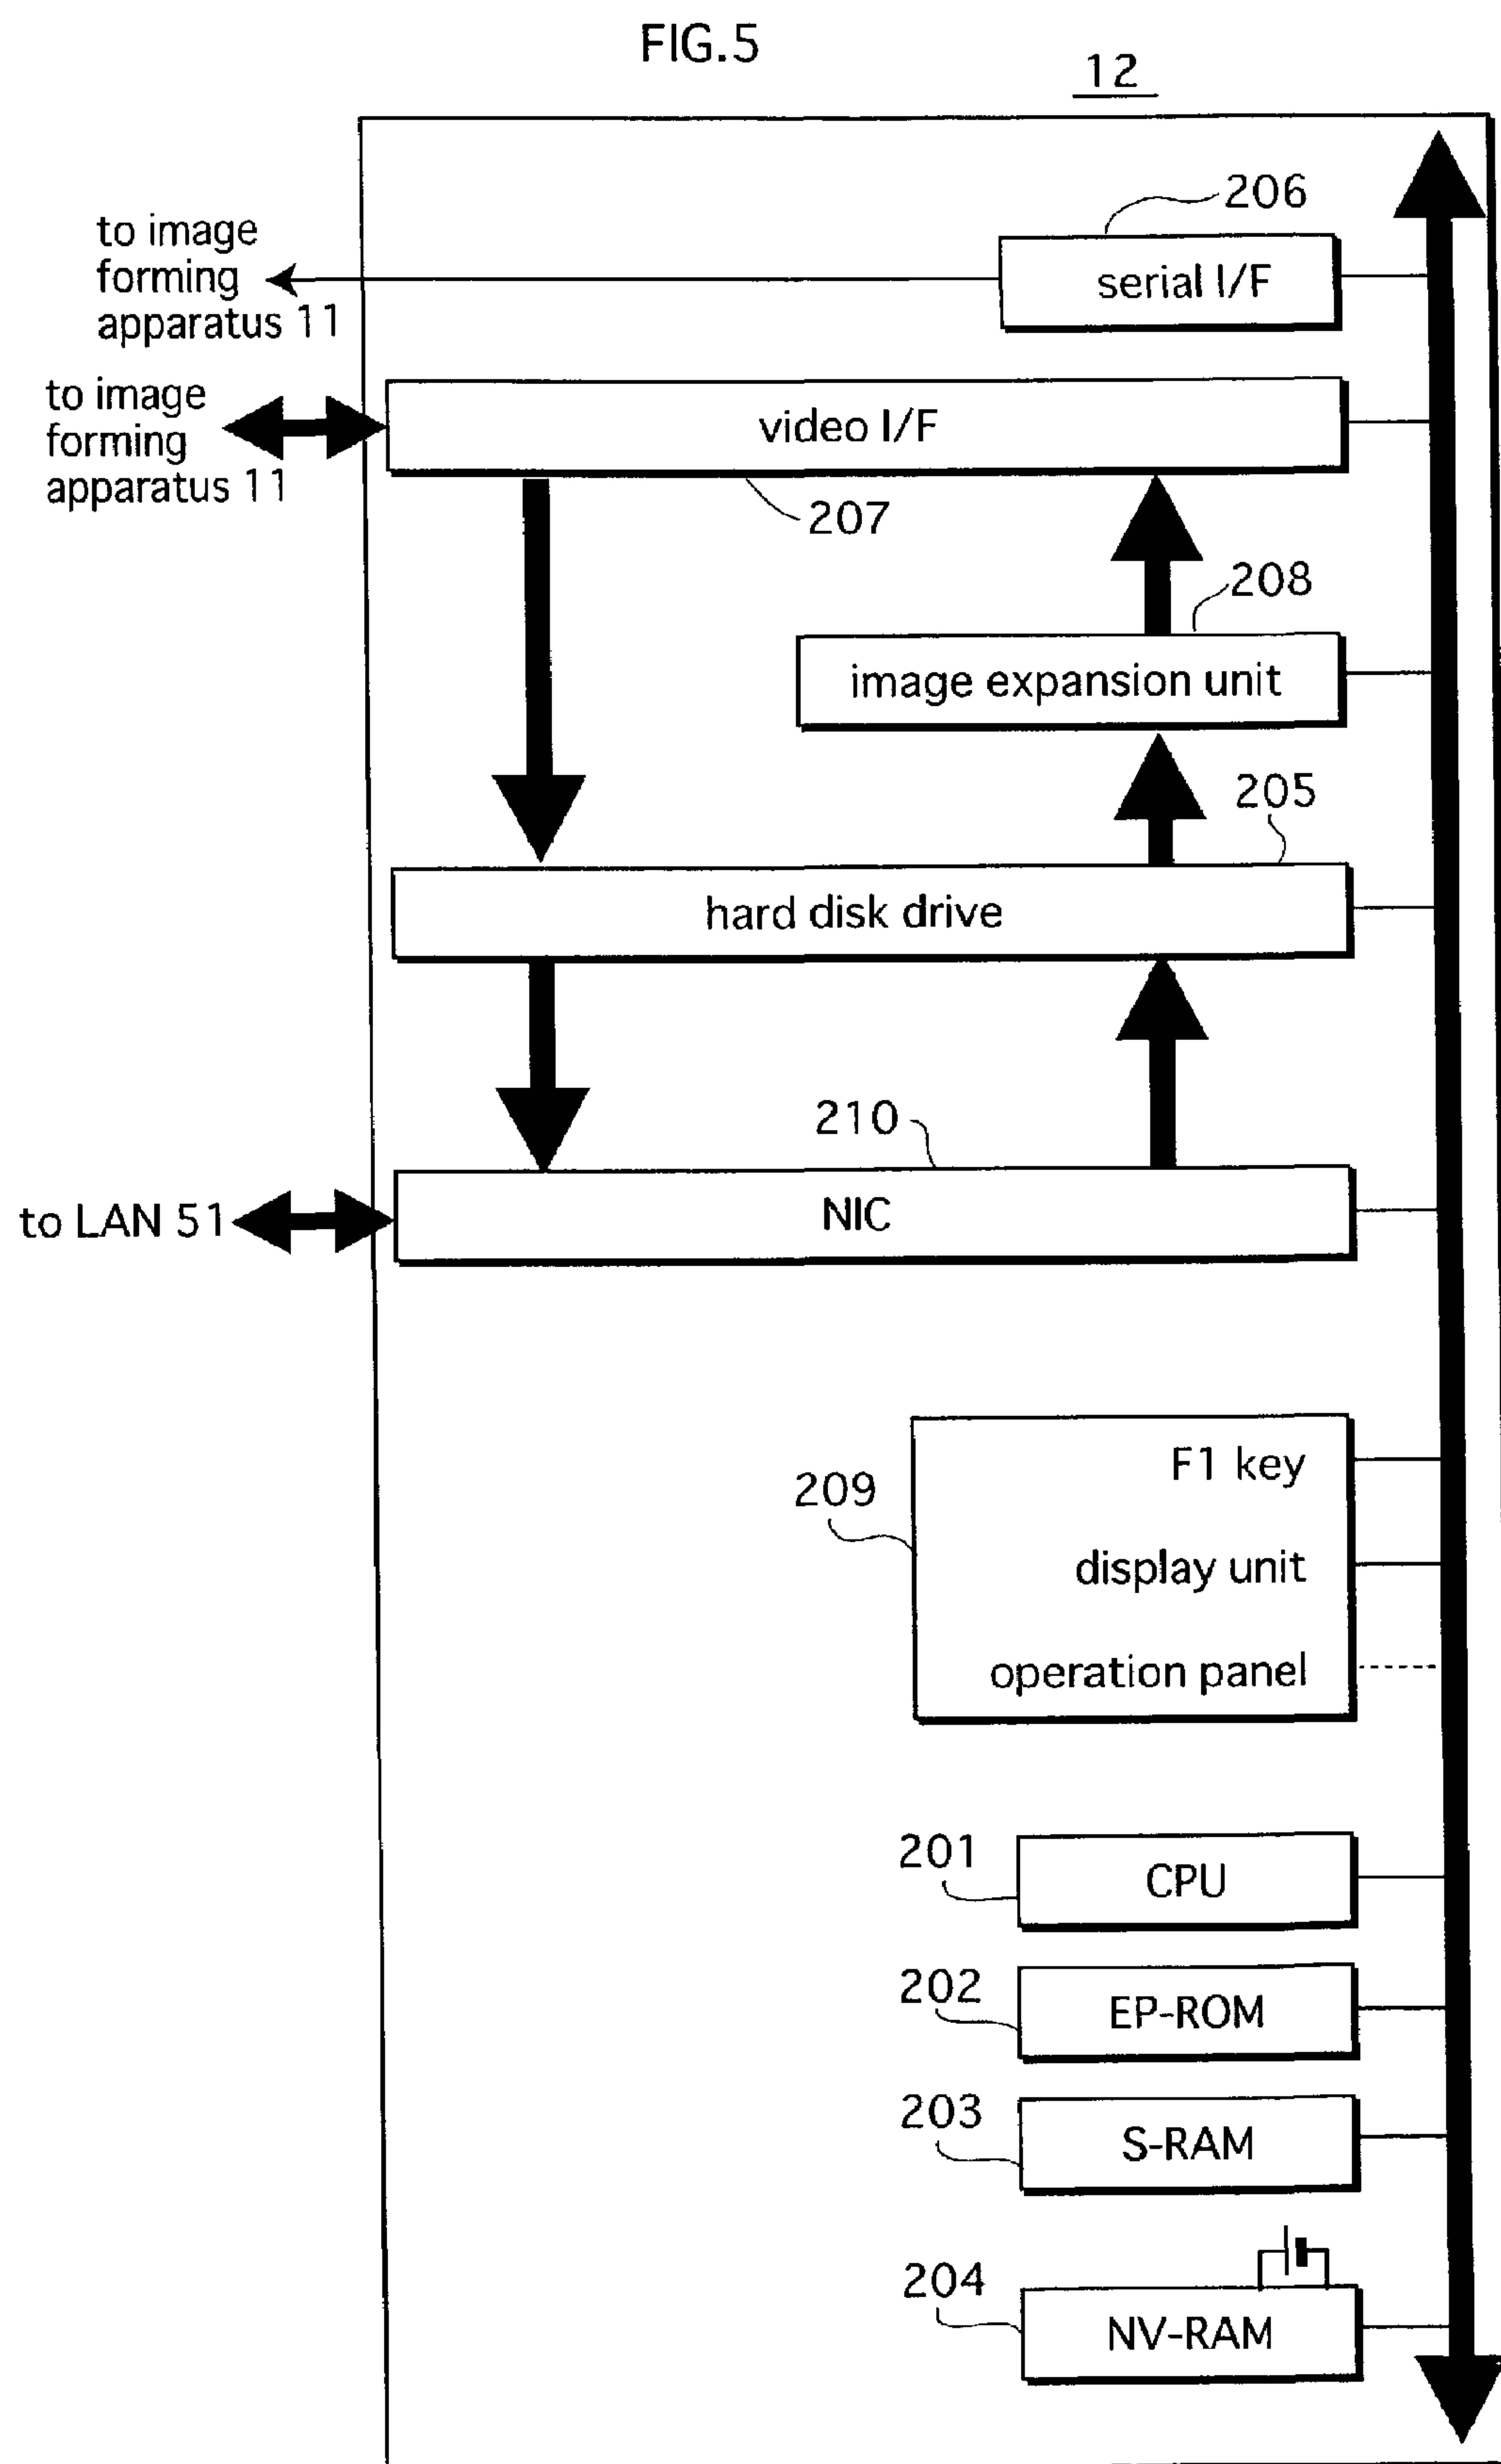 FIG.5
12
206
to image
forming
apparatus 11
serial I/F
to image
forming
apparatus 11
video I/F
207
208
image expansion unit
205
hard disk drive
210
to LAN 51
NIC
209
F1 key
display unit
operation panel
201
CPU
202
EP-ROM
203
S-RAM
204
NV-RAM